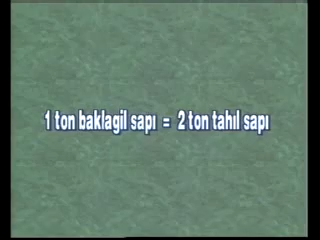 1 ton baklagil sapı = 2 ton tahıl sapı